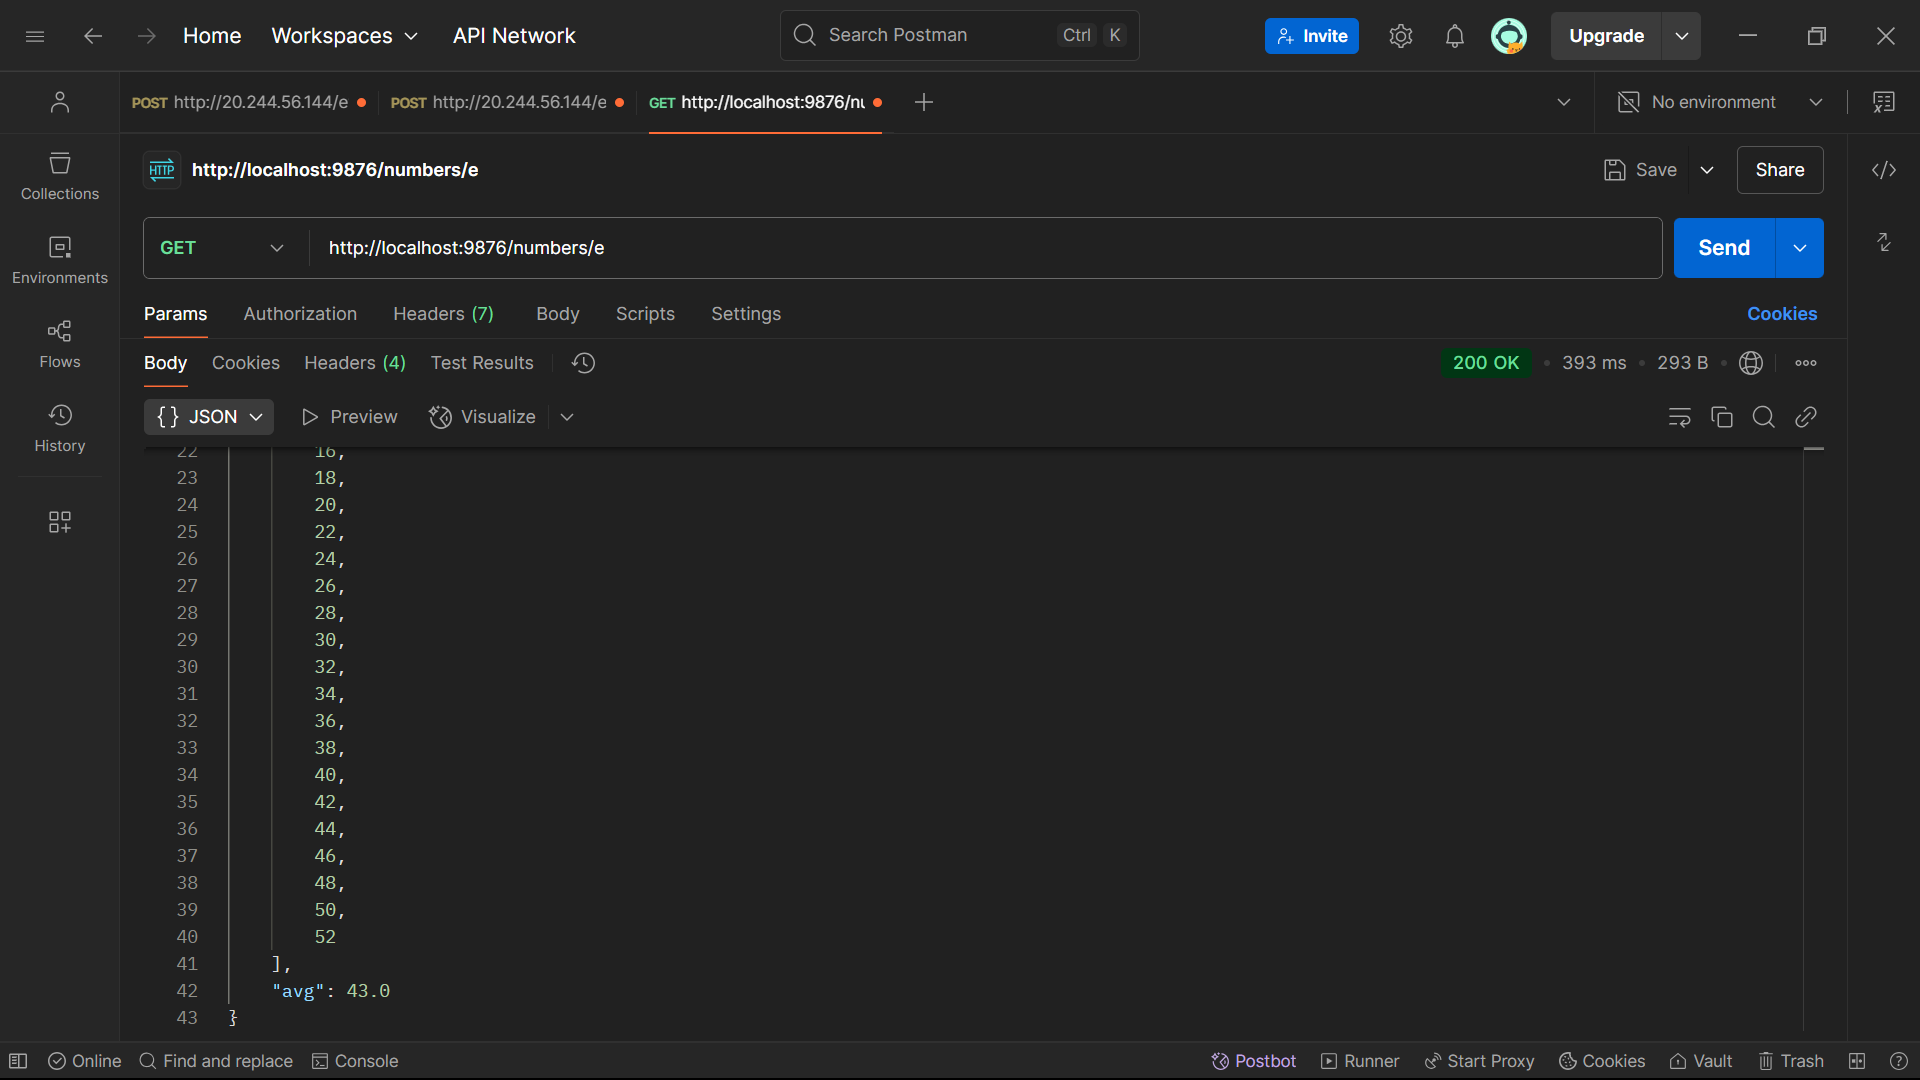 Home Workspaces API Network Search Postman Ctrl K Invite Upgrade
POST http://20.244.56.144/e POST http://20.244.56.144/e GET http://localhost:9876/nu No environment
HTTP http://localhost:9876/numbers/e Save Share
Collections
GET http://localhost:9876/numbers/e Send
Environments
Params Authorization Headers (7) Body Scripts Settings Cookies
Flows
Body Cookies Headers (4) Test Results 200 OK 393 ms 293 B
{} JSON Preview Visualize
History
22 16,
23 18,
24 20,
25 22,
26 24,
27 26,
28 28,
29 30,
30 32,
31 34,
32 36,
33 38,
34 40,
35 42,
36 44,
37 46,
38 48,
39 50,
40 52
41 ],
42 "avg": 43.0
43 }
Online Find and replace Console Postbot Runner Start Proxy Cookies Vault Trash